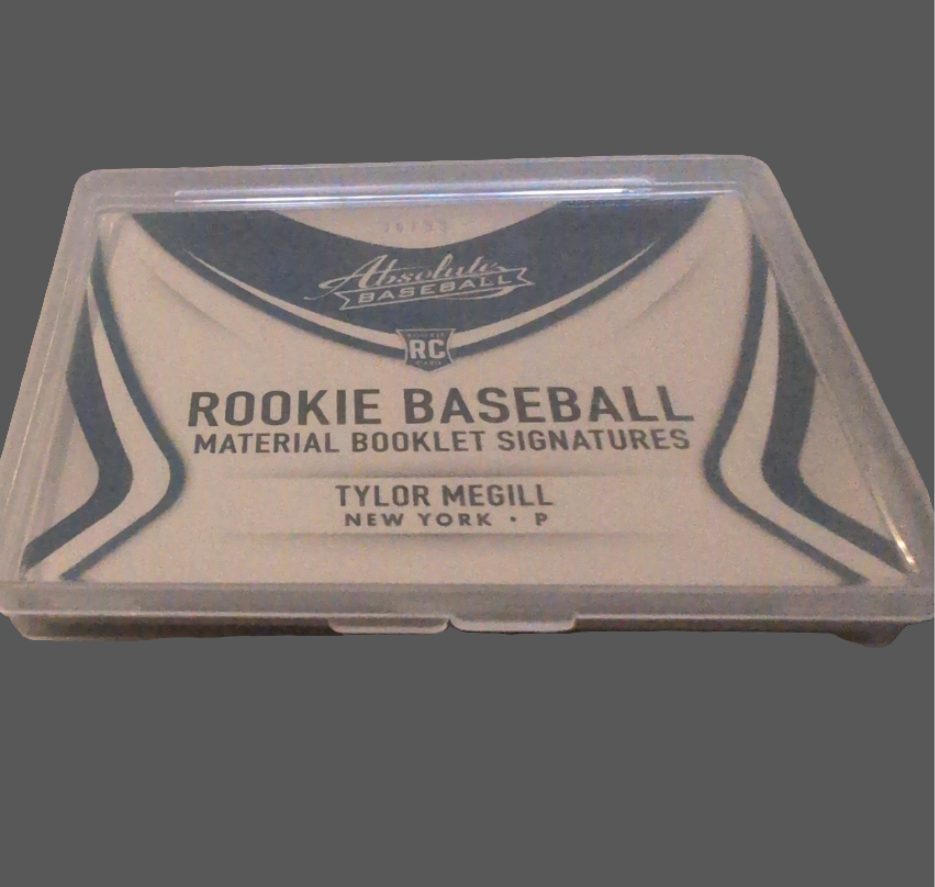 Absolute
BASEBALL
RC
ROOKIE BASEBALL
MATERIAL BOOKLET SIGNATURES
TYLOR MEGILL
NEW YORK · P